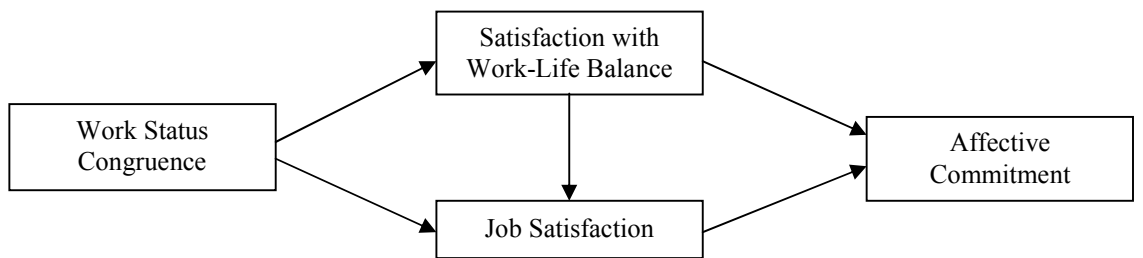 Satisfaction with
Work-Life Balance
Work Status
Congruence
Affective
Commitment
Job Satisfaction